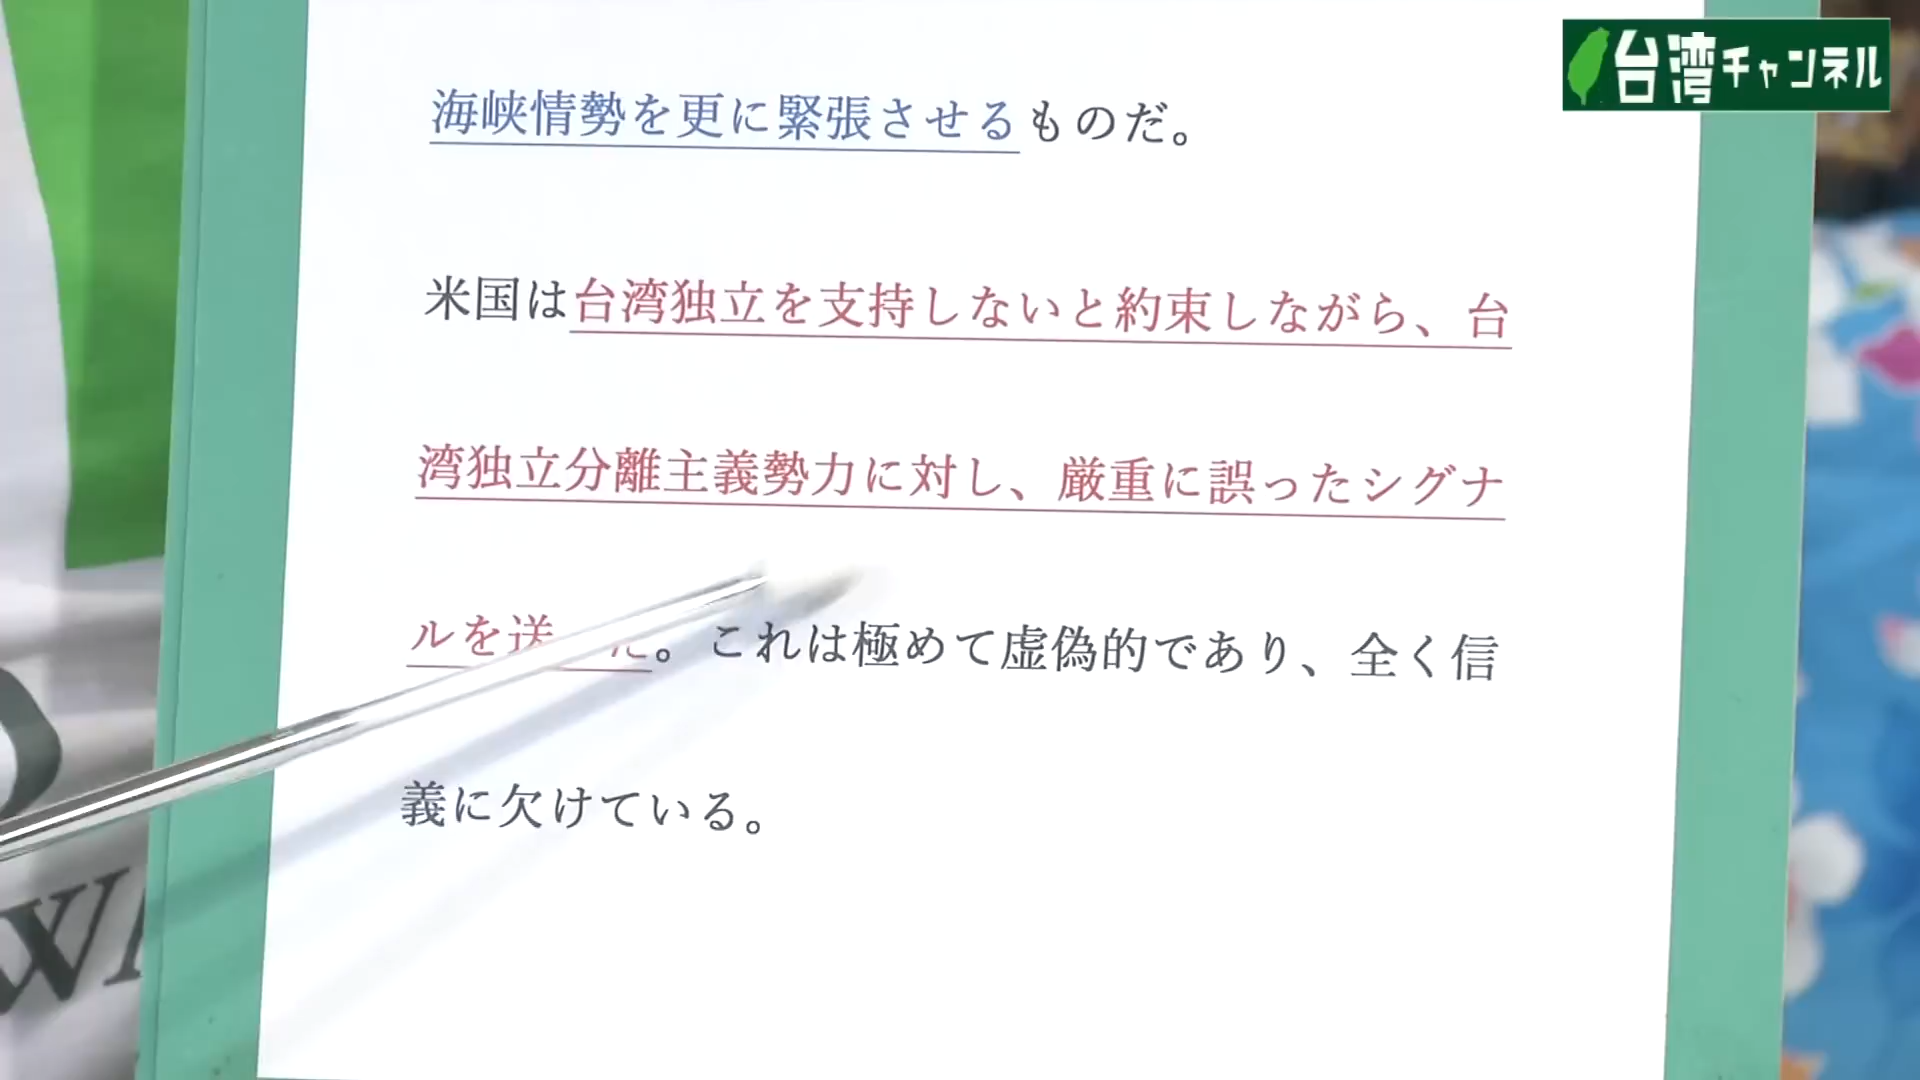 台湾チャンネル
海峡情勢を更に緊張させるものだ。
米国は台湾独立を支持しないと約束しながら、台
湾独立分離主義勢力に対し、厳重に誤ったシグナ
ルを送 た。これは極めて虚偽的であり、全く信
義に欠けている。